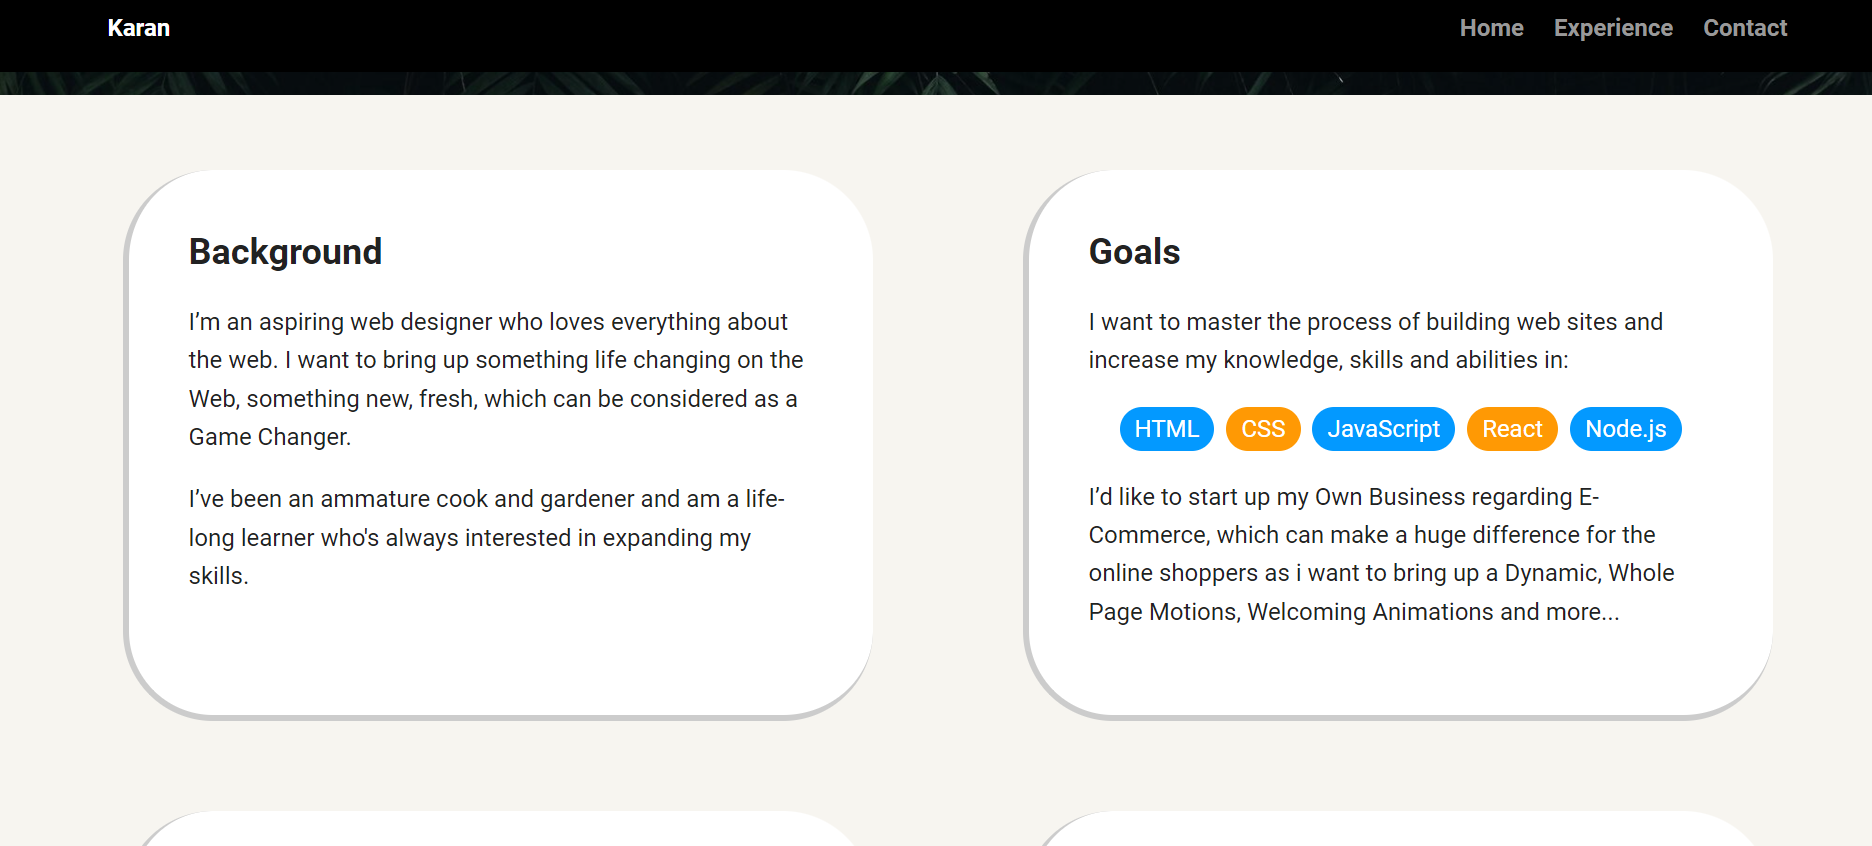 Karan
Home Experience Contact
Background
I’m an aspiring web designer who loves everything about
the web. I want to bring up something life changing on the
Web, something new, fresh, which can be considered as a
Game Changer.
I’ve been an ammature cook and gardener and am a life-
long learner who's always interested in expanding my
skills.
Goals
I want to master the process of building web sites and
increase my knowledge, skills and abilities in:
HTML CSS JavaScript React Node.js
I’d like to start up my Own Business regarding E-
Commerce, which can make a huge difference for the
online shoppers as i want to bring up a Dynamic, Whole
Page Motions, Welcoming Animations and more...